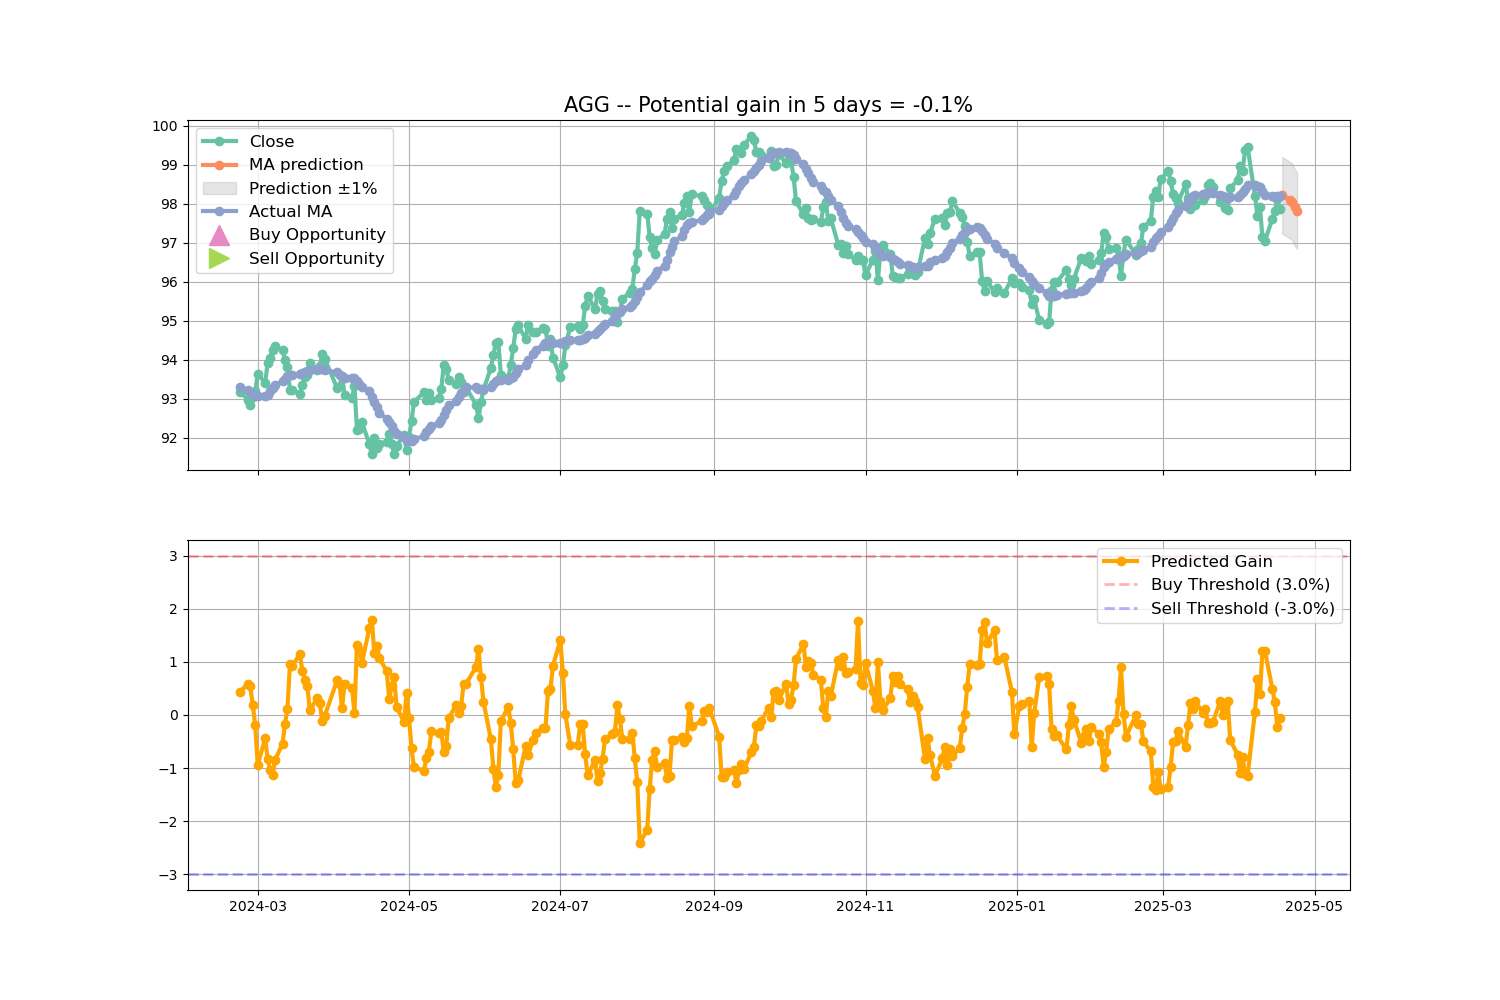 AGG -- Potential gain in 5 days = -0.1%
100
99
98
97
96
95
94
93
92
Close
MA prediction
Prediction ±1%
Actual MA
Buy Opportunity
Sell Opportunity
3
2
1
0
−1
−2
−3
Predicted Gain
Buy Threshold (3.0%)
Sell Threshold (-3.0%)
2024-03
2024-05
2024-07
2024-09
2024-11
2025-01
2025-03
2025-05